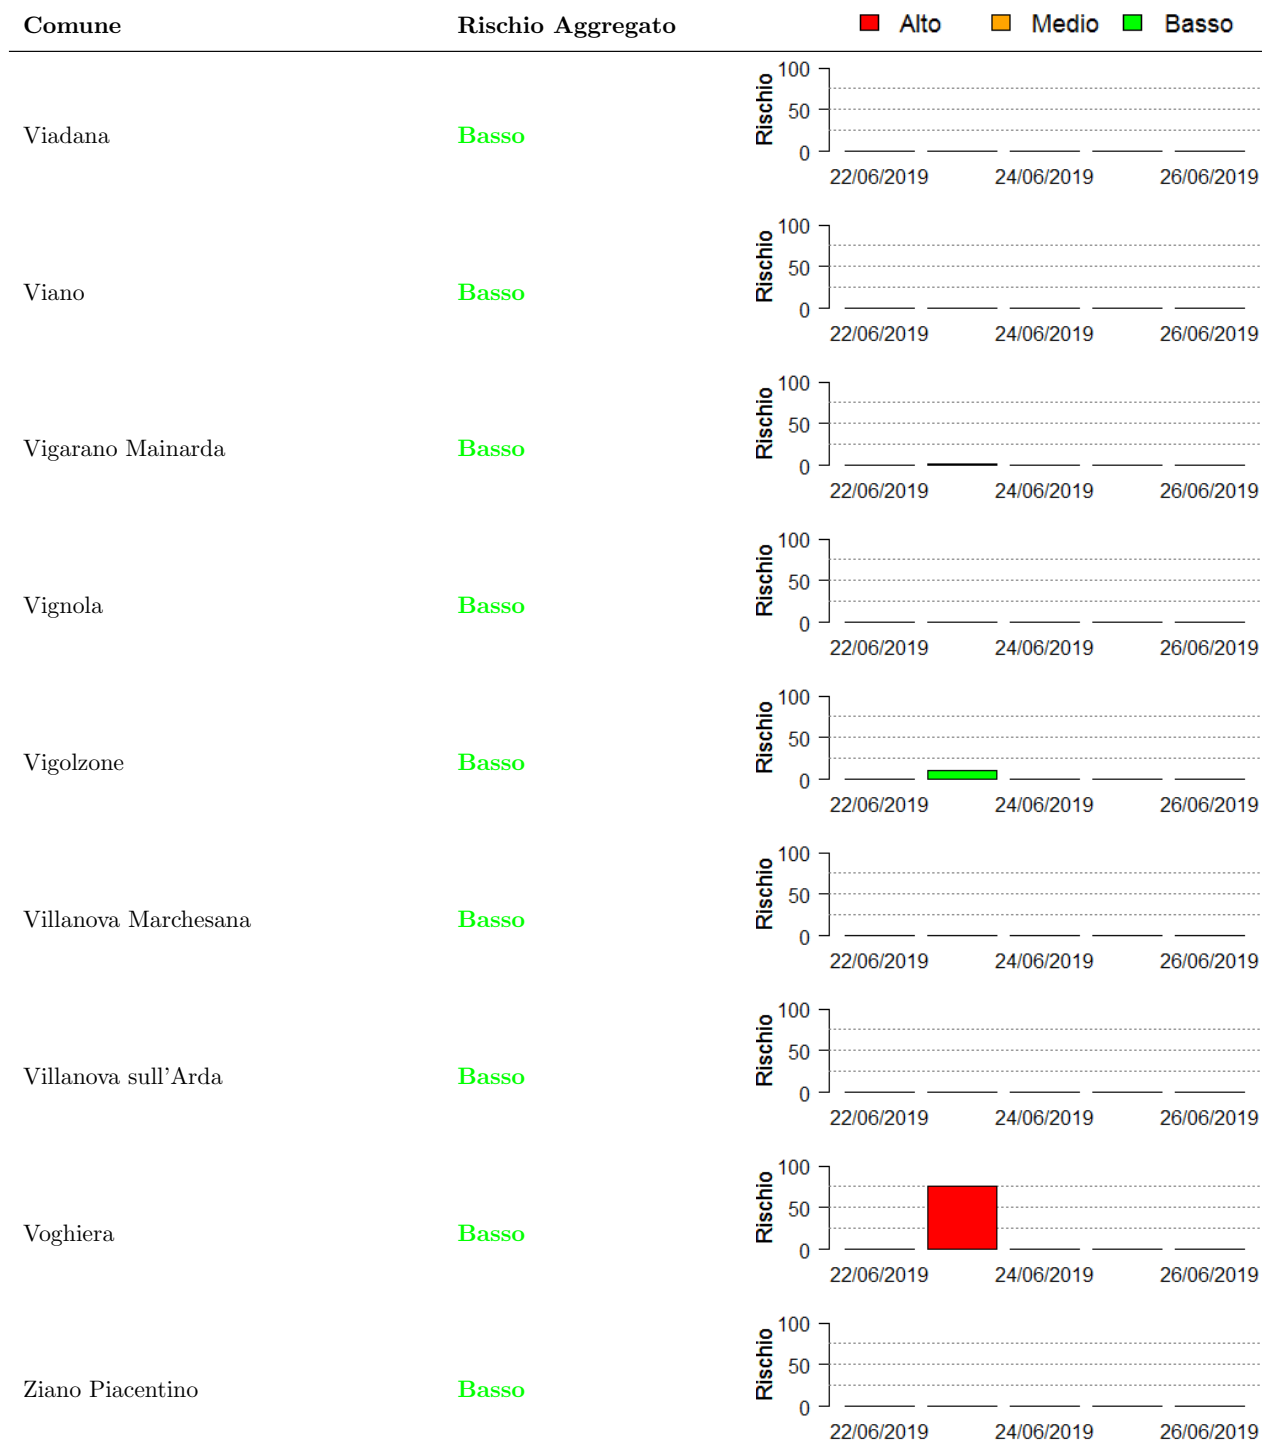 Comune Rischio Aggregato Alto Medio Basso
100
50
0
Rischio
Viadana Basso
22/06/2019 24/06/2019 26/06/2019
100
50
0
Rischio
Viano Basso
22/06/2019 24/06/2019 26/06/2019
100
50
0
Rischio
Vigarano Mainarda Basso
22/06/2019 24/06/2019 26/06/2019
100
50
0
Rischio
Vignola Basso
22/06/2019 24/06/2019 26/06/2019
100
50
0
Rischio
Vigolzone Basso
22/06/2019 24/06/2019 26/06/2019
100
50
0
Rischio
Villanova Marchesana Basso
22/06/2019 24/06/2019 26/06/2019
100
50
0
Rischio
Villanova sull'Arda Basso
22/06/2019 24/06/2019 26/06/2019
100
50
0
Rischio
Voghiera Basso
22/06/2019 24/06/2019 26/06/2019
100
50
0
Rischio
Ziano Piacentino Basso
22/06/2019 24/06/2019 26/06/2019